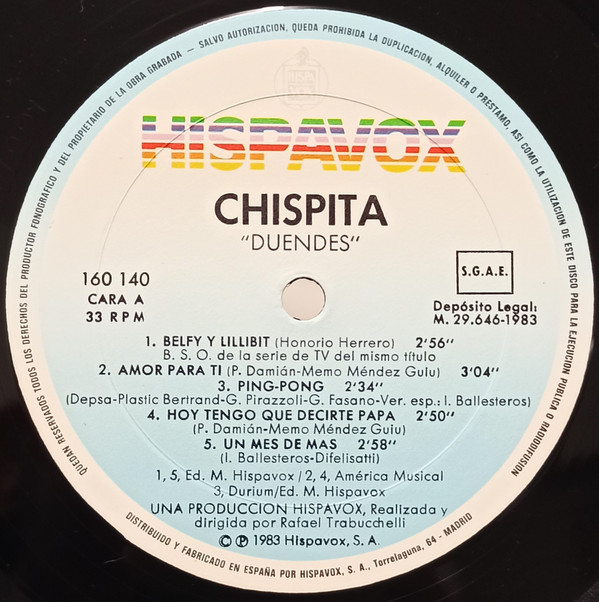 QUEDAN RESERVADOS TODOS LOS DERECHOS DEL PRODUCTOR FONOGRAFICO Y DEL PROPIETARIO DE LA OBRA GRABADA — SALVO AUTORIZACION, QUEDA PROHIBIDA LA DUPLICACION, ALQUILER O PRESTAMO, ASI COMO LA UTILIZACION DE ESTE DISCO PARA LA EJECUCION PUBLICA O RADIODIFUSION
HISPAVOX
CHISPITA
"DUENDES"
160 140
CARA A
33 RPM
S.G.A.E.
Depósito Legal:
M. 29.646-1983
1. BELFY Y LILLIBIT (Honorio Herrero) 2'56"
B. S. O. de la serie de TV del mismo título
2. AMOR PARA TI (P. Damián-Memo Méndez Guiu) 3'04"
3. PING-PONG 2'34"
(Depsa-Plastic Bertrand-G. Pirazzoli-G. Fasano-Ver. esp.: I. Ballesteros)
4. HOY TENGO QUE DECIRTE PAPA 2'50"
(P. Damián-Memo Méndez Guiu)
5. UN MES DE MAS 2'58"
(I. Ballesteros-Difelisatti)
1, 5, Ed. M. Hispavox / 2, 4, América Musical
3, Durium/Ed. M. Hispavox
UNA PRODUCCION HISPAVOX, Realizada y
dirigida por Rafael Trabucchelli
© ℗ 1983 Hispavox, S. A.
DISTRIBUIDO Y FABRICADO EN ESPAÑA POR HISPAVOX, S. A., Torrelaguna, 64 - MADRID